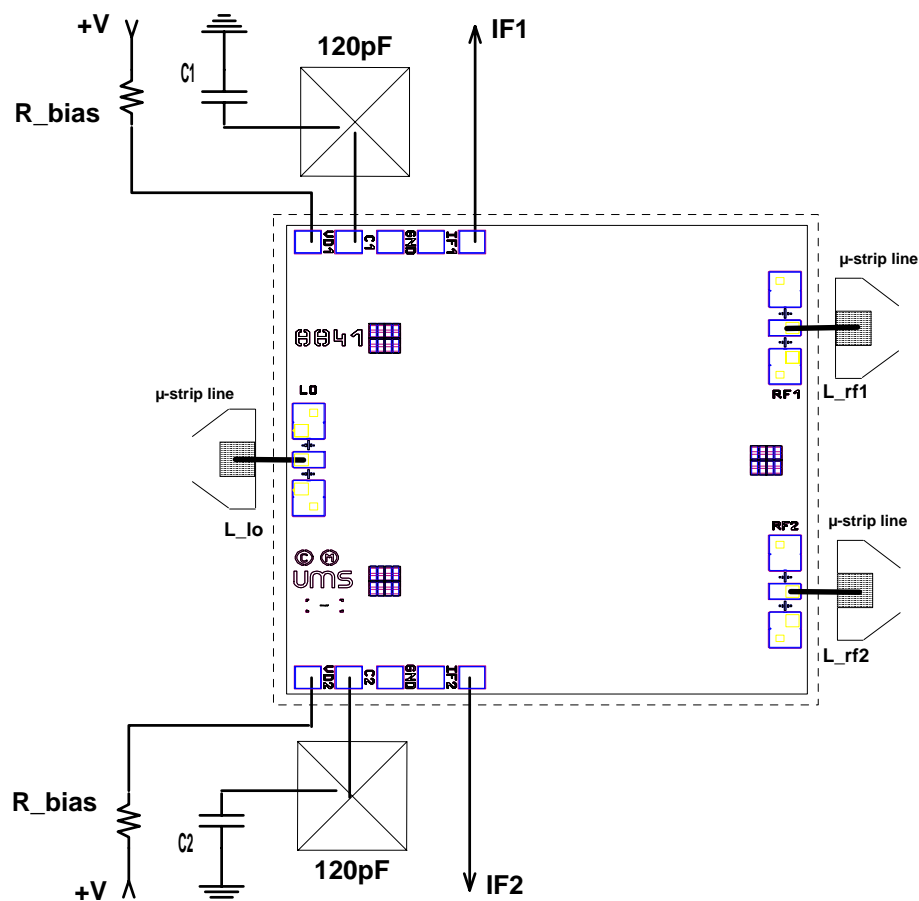 +V
IF1
120pF
C1
R_bias
VD1
C1
GND
IF1
µ-strip line
0041
L_rf1
RF1
LO
µ-strip line
L_lo
RF2
µ-strip line
C M
ums
-
L_rf2
VD2
C2
GND
IF2
R_bias
C2
120pF
+V
IF2